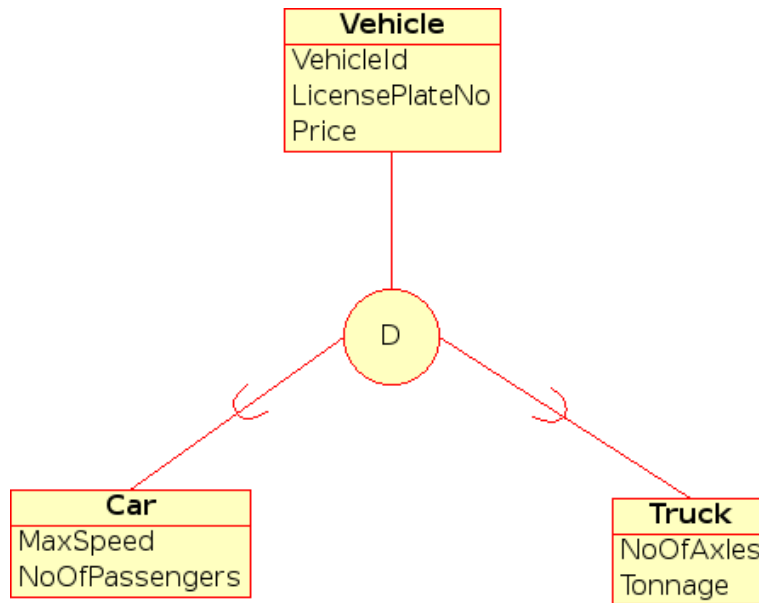 Vehicle
VehicleId
LicensePlateNo
Price
D
Car
MaxSpeed
NoOfPassengers
Truck
NoOfAxles
Tonnage